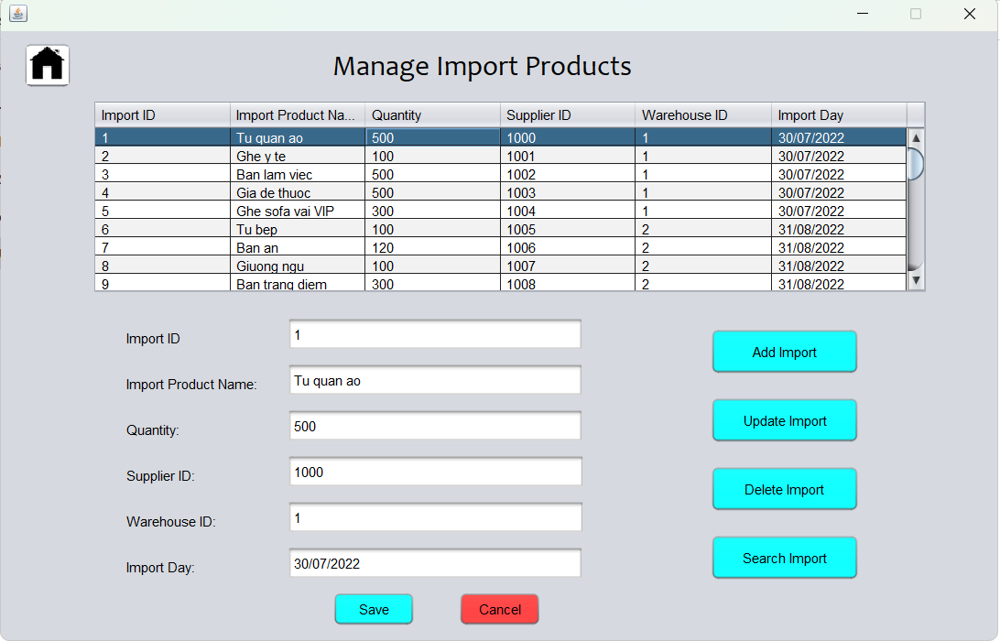 Manage Import Products
Import ID Import Product Na... Quantity Supplier ID Warehouse ID Import Day
1 Tu quan ao 500 1000 1 30/07/2022
2 Ghe y te 100 1001 1 30/07/2022
3 Ban lam viec 500 1002 1 30/07/2022
4 Gia de thuoc 500 1003 1 30/07/2022
5 Ghe sofa vai VIP 300 1004 1 30/07/2022
6 Tu bep 100 1005 2 31/08/2022
7 Ban an 120 1006 2 31/08/2022
8 Giuong ngu 100 1007 2 31/08/2022
9 Ban trang diem 300 1008 2 31/08/2022
Import ID 1
Add Import
Import Product Name: Tu quan ao
Update Import
Quantity: 500
Supplier ID: 1000
Delete Import
Warehouse ID: 1
Search Import
Import Day: 30/07/2022
Save Cancel